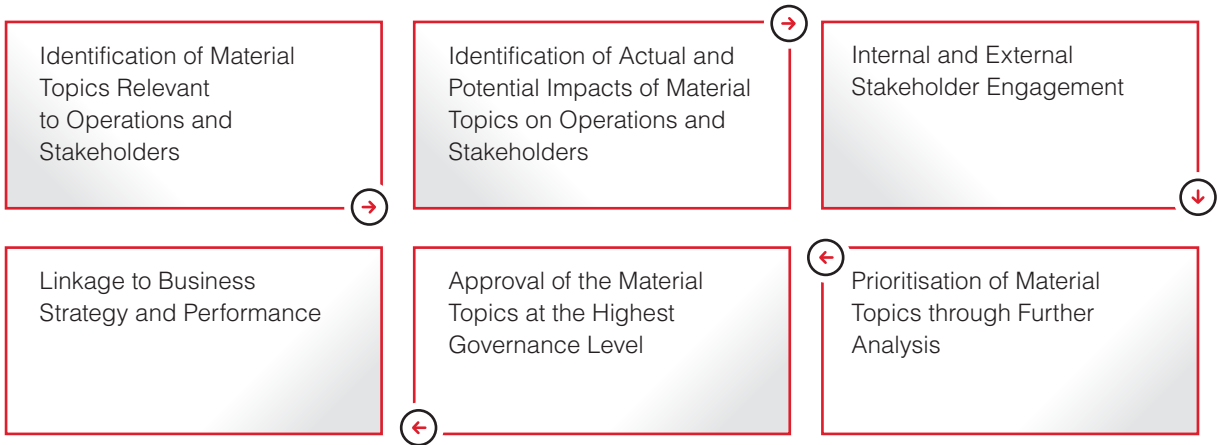 Identification of Material
Topics Relevant
to Operations and
Stakeholders
Identification of Actual and
Potential Impacts of Material
Topics on Operations and
Stakeholders
Internal and External
Stakeholder Engagement
Prioritisation of Material
Topics through Further
Analysis
Approval of the Material
Topics at the Highest
Governance Level
Linkage to Business
Strategy and Performance